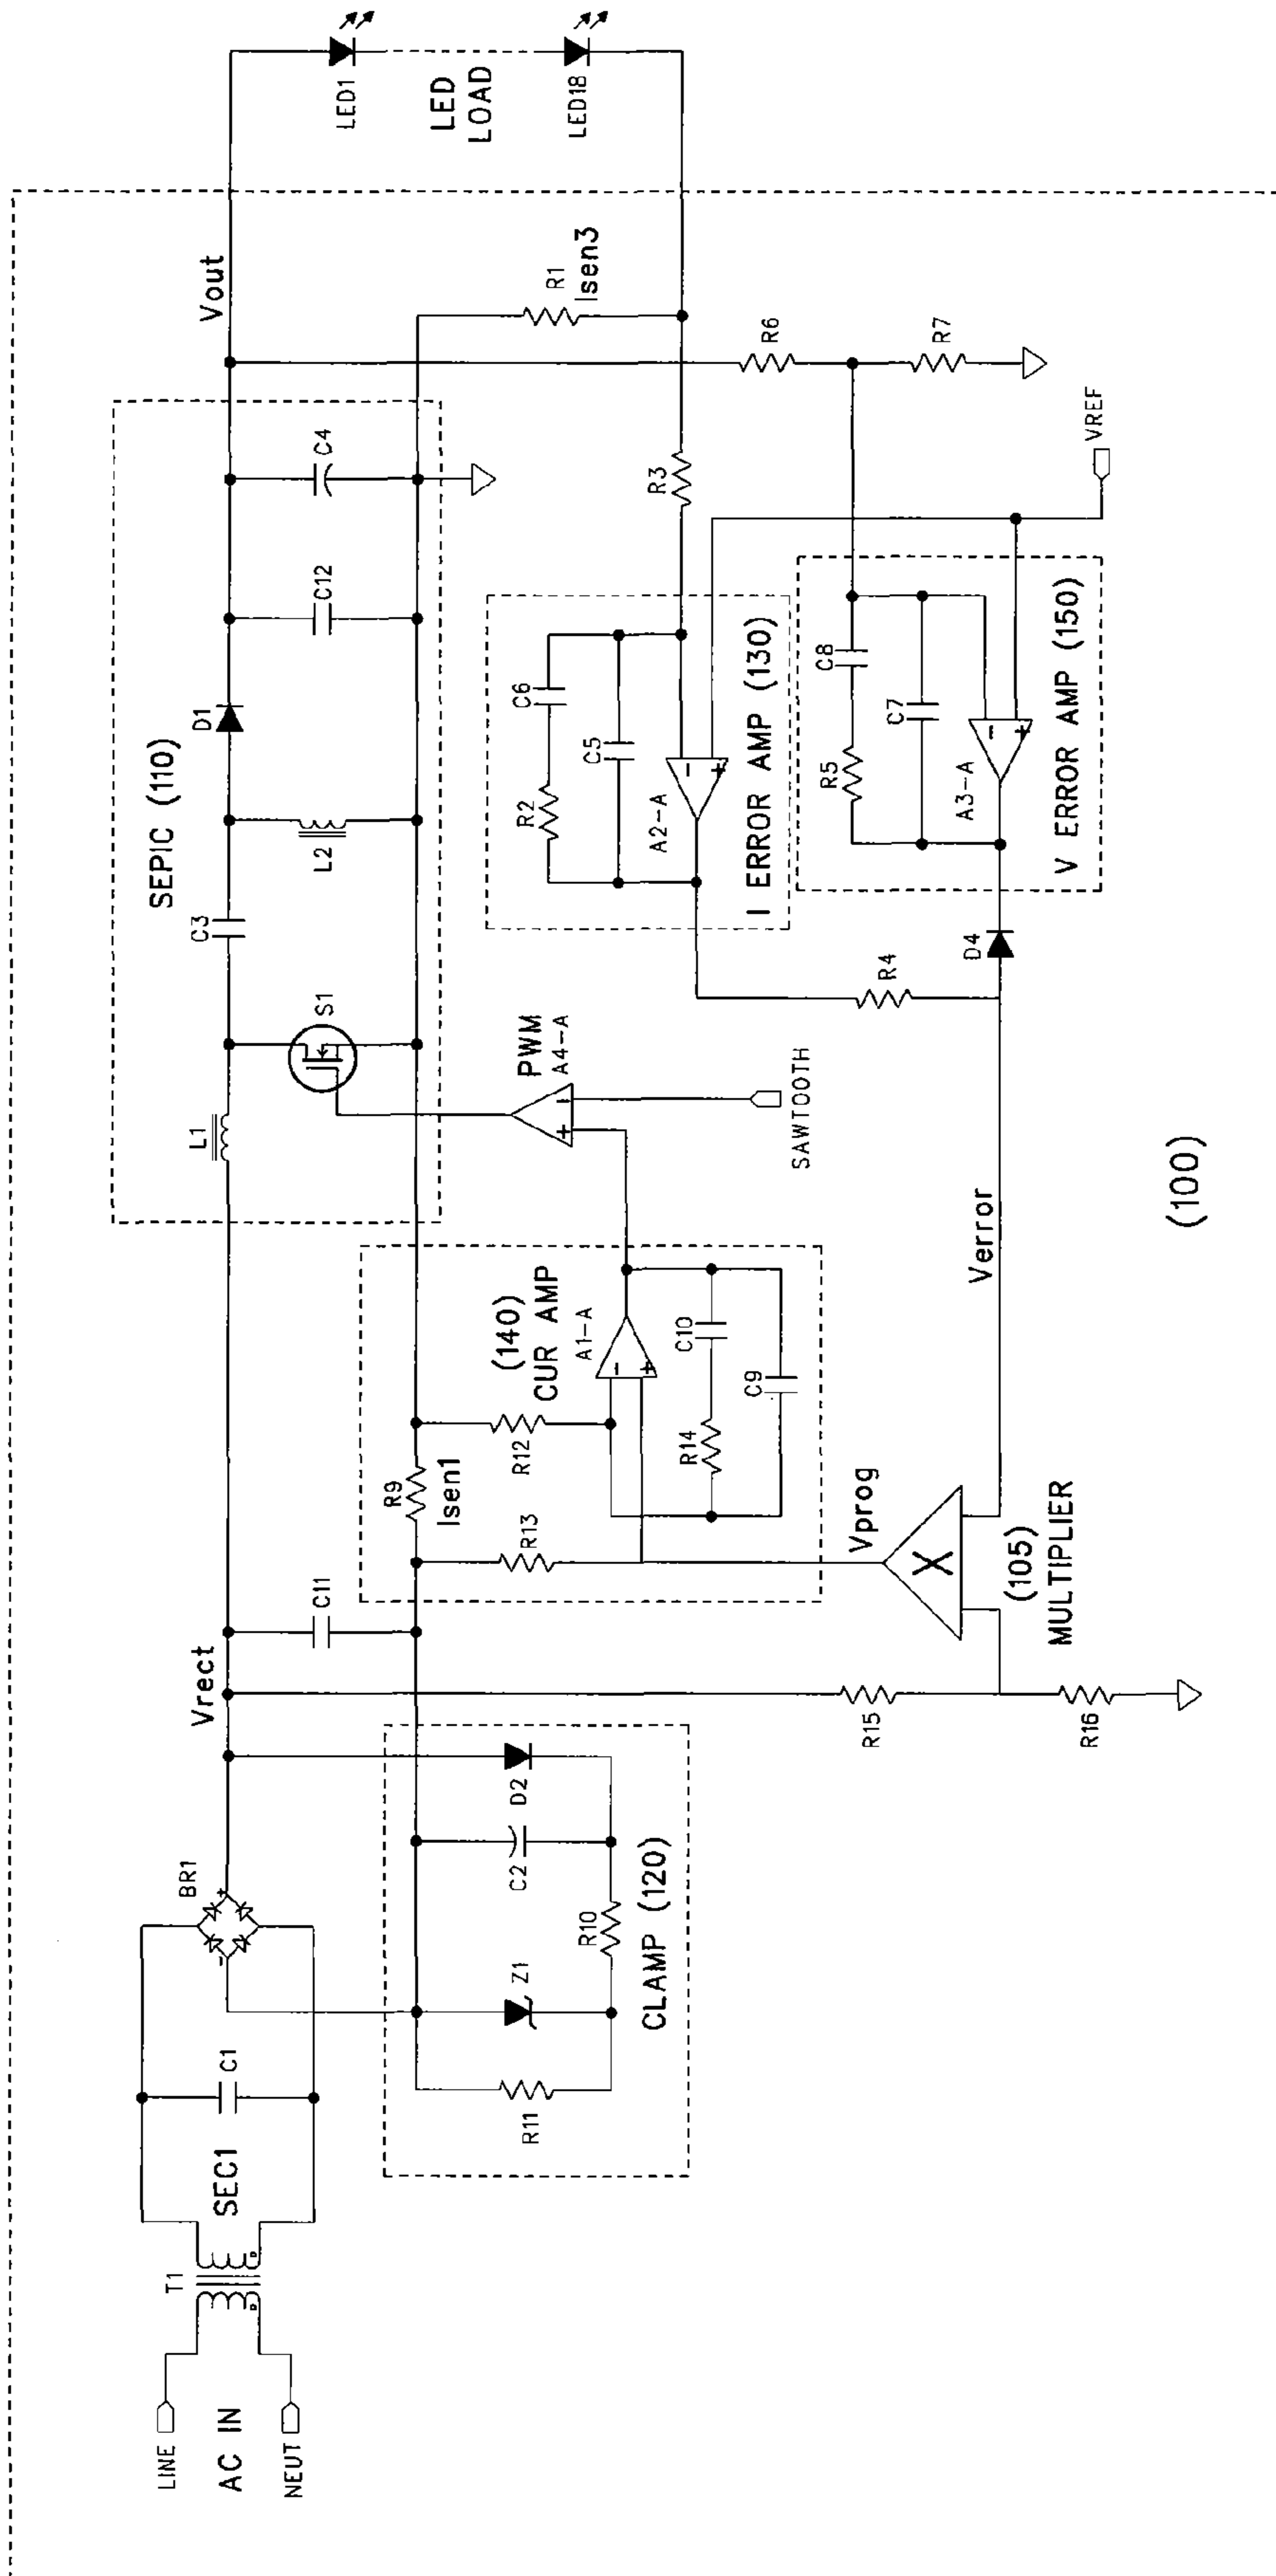 LINE
AC IN
NEUT
T1
SEC1
C1
BR1
+
-
Vrect
C11
R11
Z1
R10
C2
D2
CLAMP (120)
R15
R16
(105)
MULTIPLIER
X
Vprog
Verror
R9
Isen1
R13
R12
(140)
CUR AMP
A1-A
-
+
R14
C10
C9
PWM
A4-A
+
-
SAWTOOTH
SEPIC (110)
L1
S1
C3
L2
D1
C12
C4
Vout
R2
C6
C5
A2-A
-
+
I ERROR AMP (130)
R3
R4
D4
R5
C8
C7
A3-A
-
+
V ERROR AMP (150)
VREF
R6
R7
R1
Isen3
LED1
LED
LOAD
LED18
(100)